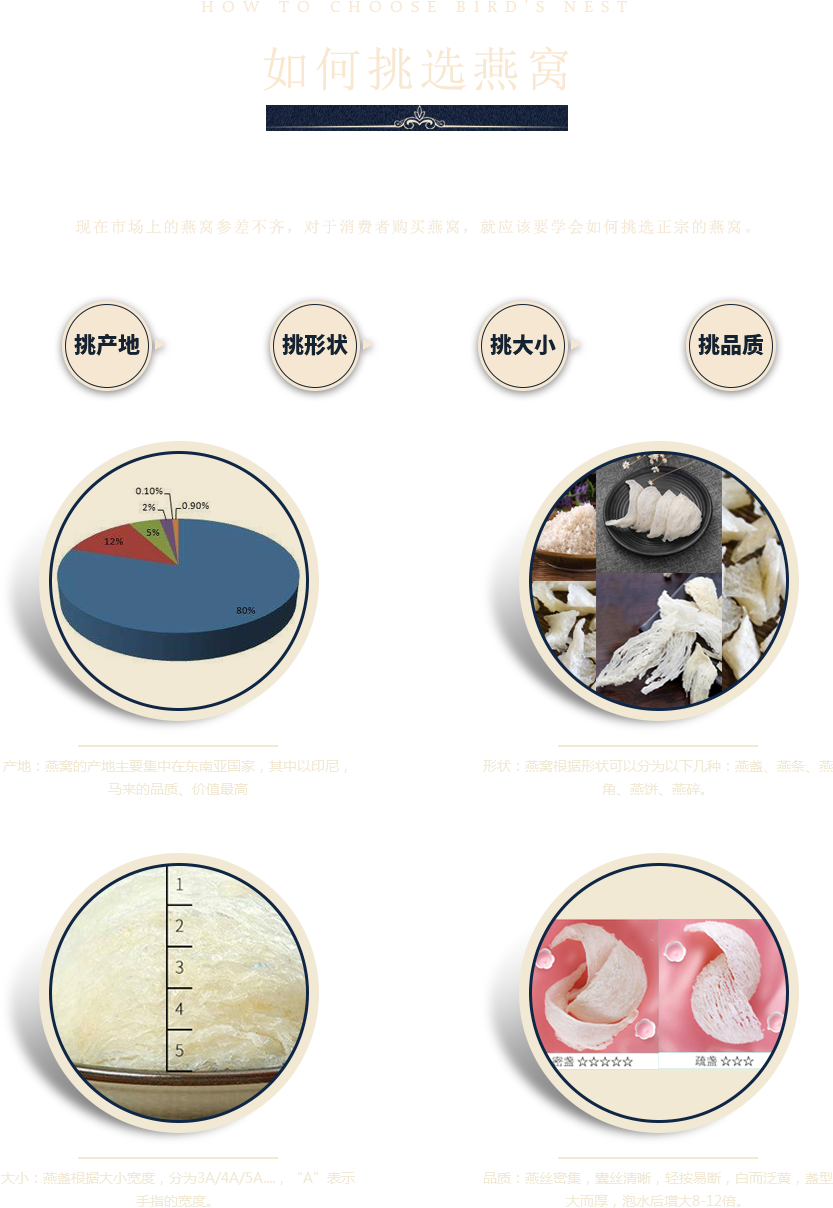 HOW TO CHOOSE BIRD'S NEST
如何挑选燕窝
现在市场上的燕窝参差不齐，对于消费者购买燕窝，就应该要学会如何挑选正宗的燕窝。
挑产地
挑形状
挑大小
挑品质
0.10%
2%
0.90%
5%
12%
80%
产地：燕窝的产地主要集中在东南亚国家，其中以印尼，
马来的品质、价值最高
形状：燕窝根据形状可以分为以下几种：燕盏、燕条、燕
角、燕饼、燕碎。
1
2
3
4
5
密盏 ☆☆☆☆☆
疏盏 ☆☆☆
大小：燕盏根据大小宽度，分为3A/4A/5A....，“A”表示
手指的宽度。
品质：燕丝密集，囊丝清晰，轻按易断，白而泛黄，盏型
大而厚，泡水后增大8-12倍。